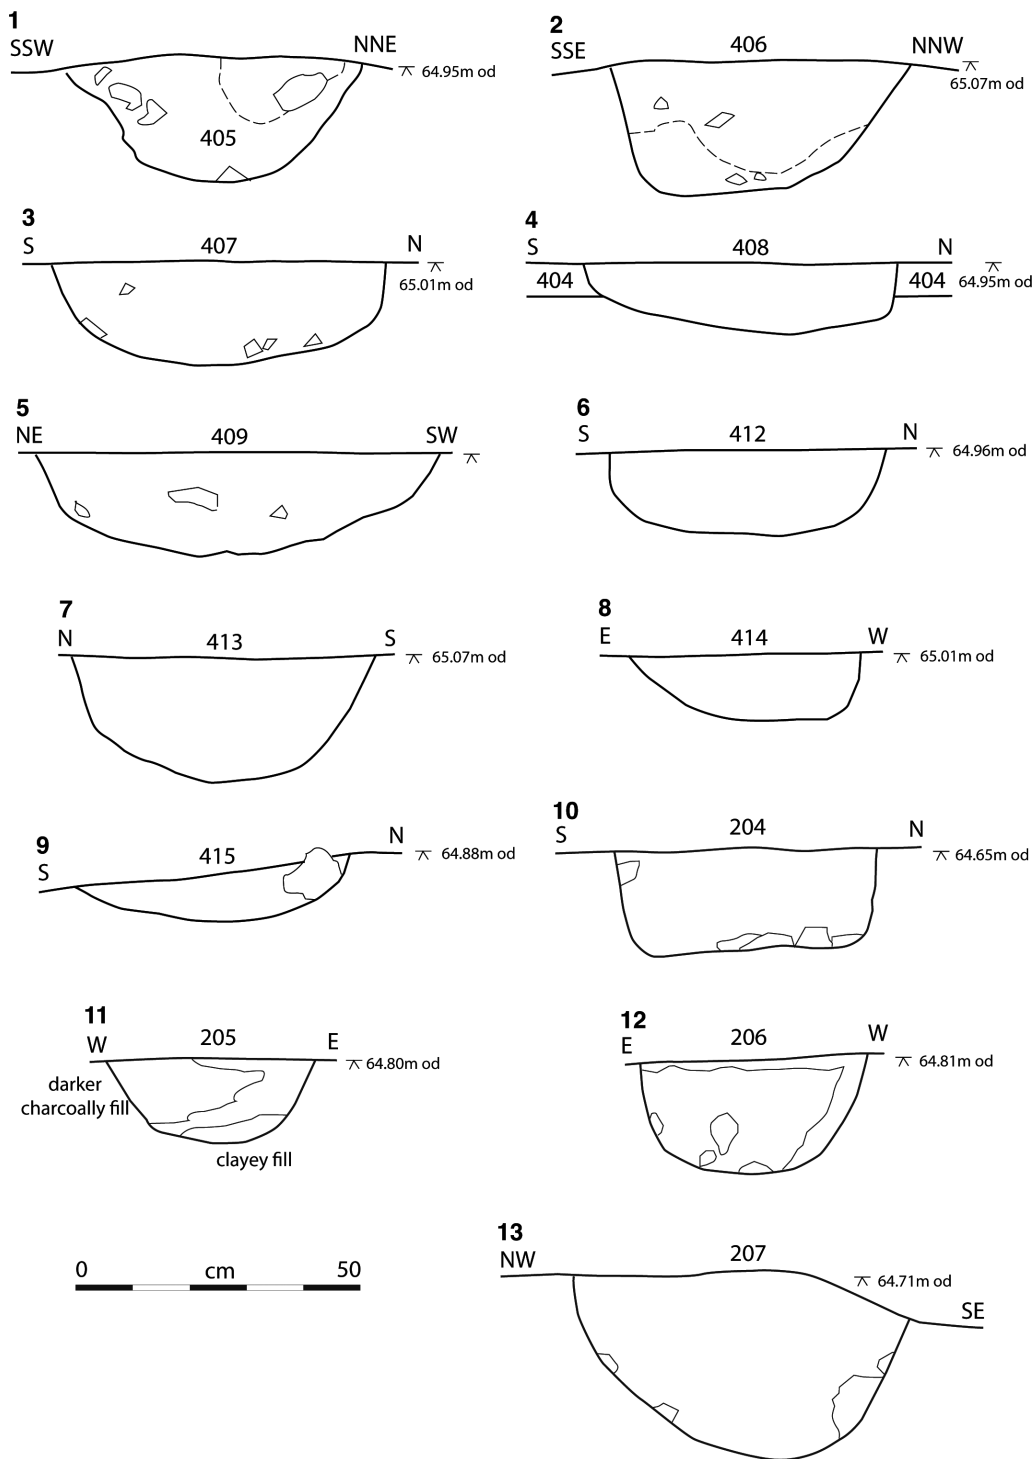 1
SSW
NNE
64.95m od
405
2
SSE
406
NNW
65.07m od
3
S
407
N
65.01m od
4
S
408
N
404
404
64.95m od
5
NE
409
SW
6
S
412
N
64.96m od
7
N
413
S
65.07m od
8
E
414
W
65.01m od
9
S
415
N
64.88m od
10
S
204
N
64.65m od
11
W
205
E
64.80m od
darker
charcoally fill
clayey fill
12
E
206
W
64.81m od
13
NW
207
64.71m od
SE
0 cm 50